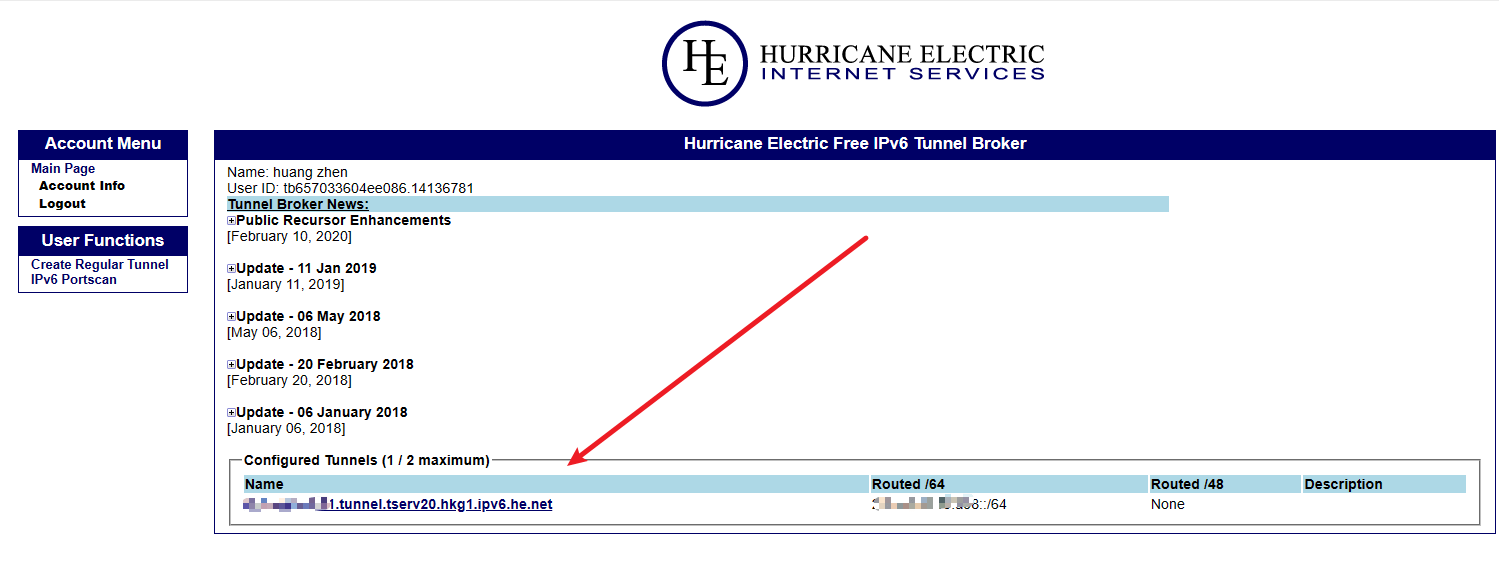 HE
HURRICANE ELECTRIC
INTERNET SERVICES
Account Menu
Main Page
Account Info
Logout
User Functions
Create Regular Tunnel
IPv6 Portscan
Hurricane Electric Free IPv6 Tunnel Broker
Name: huang zhen
User ID: tb657033604ee086.14136781
Tunnel Broker News:
Public Recursor Enhancements
[February 10, 2020]
Update - 11 Jan 2019
[January 11, 2019]
Update - 06 May 2018
[May 06, 2018]
Update - 20 February 2018
[February 20, 2018]
Update - 06 January 2018
[January 06, 2018]
Configured Tunnels (1 / 2 maximum)
Name Routed /64 Routed /48 Description
1.tunnel.tserv20.hkg1.ipv6.he.net ::/64 None